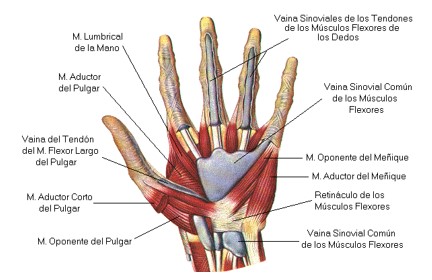 M. Lumbrical
de la Mano
M. Aductor
del Pulgar
Vaina del Tendón
del M. Flexor Largo
del Pulgar
M. Aductor Corto
del Pulgar
M. Oponente del Pulgar
Vaina Sinoviales de los Tendones
de los Músculos Flexores de
los Dedos
Vaina Sinovial Común
de los Músculos
Flexores
M. Oponente del Meñique
M. Aductor del Meñique
Retináculo de los
Músculos Flexores
Vaina Sinovial Común
de los Músculos Flexores